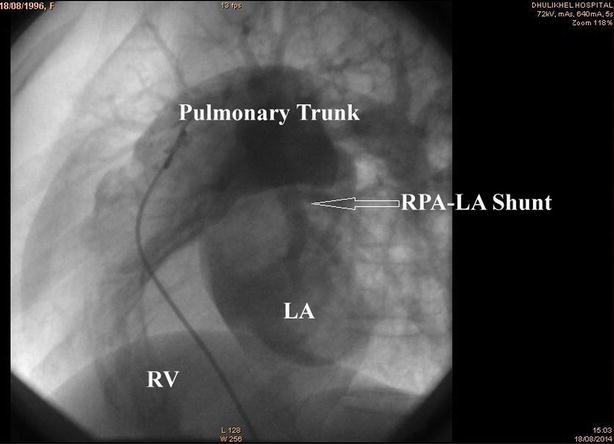 18/08/1996, F
13 fps
DHULIKHEL HOSPITAL
72kV, mAs, 640mA, 5s
Zoom 118%
Pulmonary Trunk
RPA-LA Shunt
LA
RV
L 128
W 256
15:03
18/08/2014